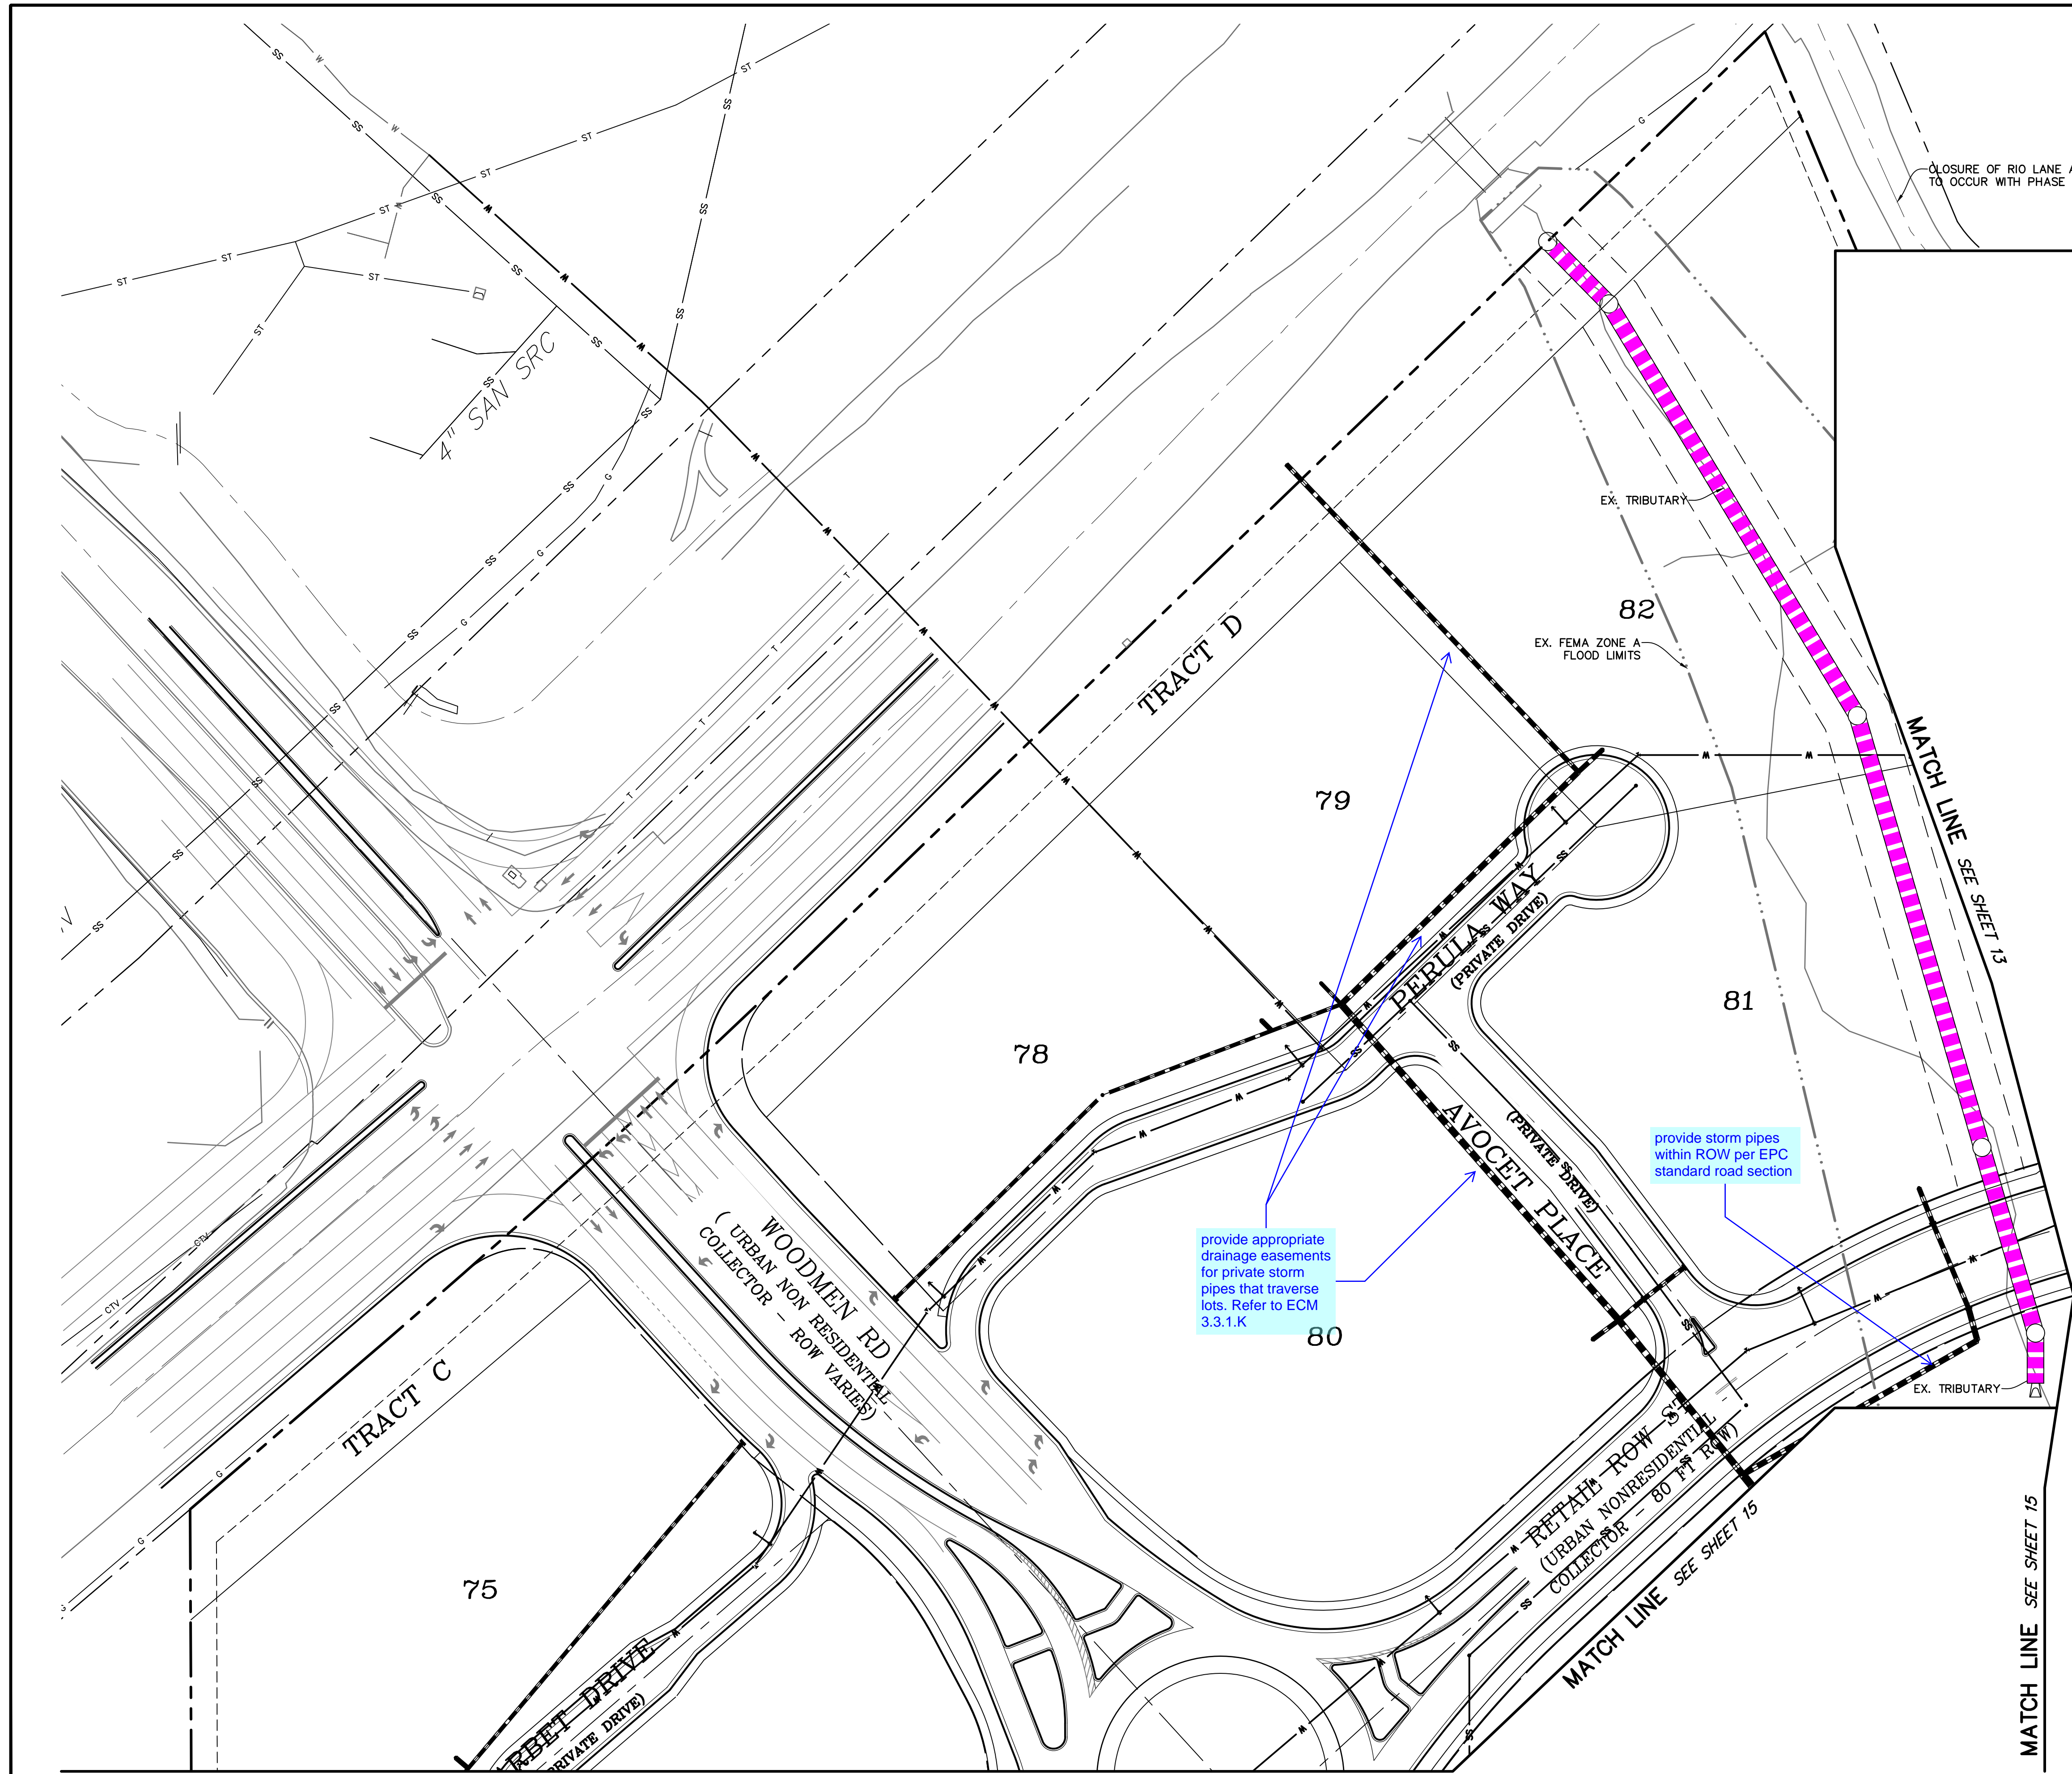 CLOSURE OF RIO LANE
TO OCCUR WITH PHASE
4" SAN SRC
EX. TRIBUTARY
82
EX. FEMA ZONE A
FLOOD LIMITS
TRACT D
MATCH LINE SEE SHEET 13
79
PERULA WAY
(PRIVATE DRIVE)
81
78
AVOCET PLACE
(PRIVATE DRIVE)
provide storm pipes
within ROW per EPC
standard road section
provide appropriate
drainage easements
for private storm
pipes that traverse
lots. Refer to ECM
3.3.1.K
80
WOODMEN RD
( URBAN NON RESIDENTIAL
COLLECTOR - ROW VARIES)
TRACT C
EX. TRIBUTARY
RETAIL ROW ST
(URBAN NONRESIDENTIAL
COLLECTOR - 80 FT ROW)
MATCH LINE SEE SHEET 15
MATCH LINE SEE SHEET 15
75
RBET DRIVE
PRIVATE DRIVE)
W
SS
ST
G
T
CTV